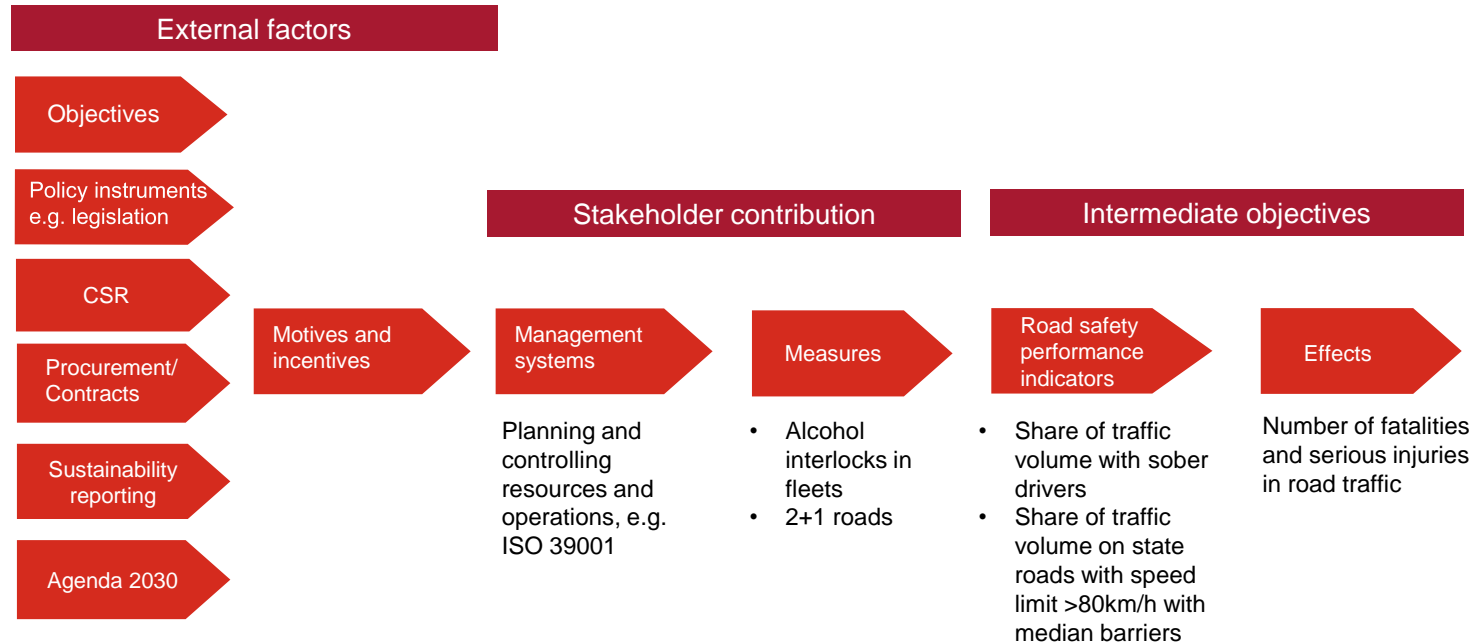 External factors
Objectives
Policy instruments
e.g. legislation
CSR
Procurement/
Contracts
Sustainability
reporting
Agenda 2030
Motives and
incentives
Stakeholder contribution
Management
systems
Planning and
controlling
resources and
operations, e.g.
ISO 39001
Measures
• Alcohol
interlocks in
fleets
• 2+1 roads
Intermediate objectives
Road safety
performance
indicators
• Share of traffic
volume with sober
drivers
• Share of traffic
volume on state
roads with speed
limit >80km/h with
median barriers
Effects
Number of fatalities
and serious injuries
in road traffic